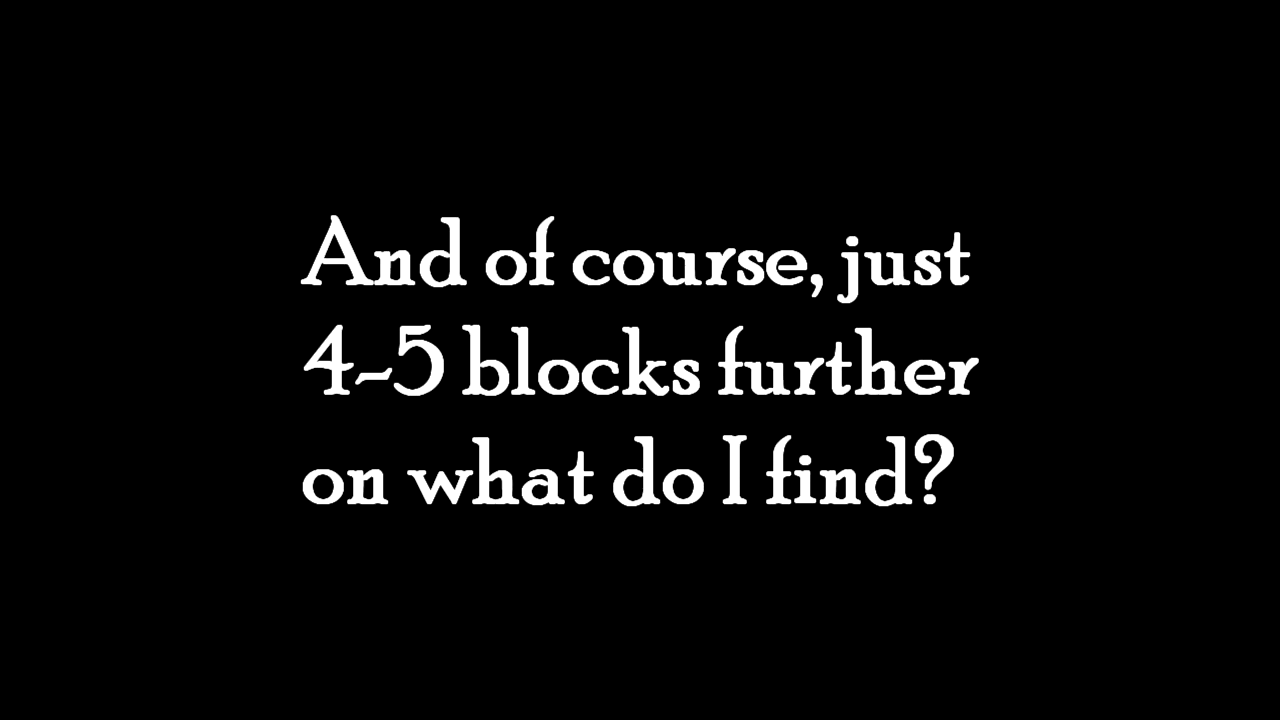 And of course, just
4-5 blocks further
on what do I find?